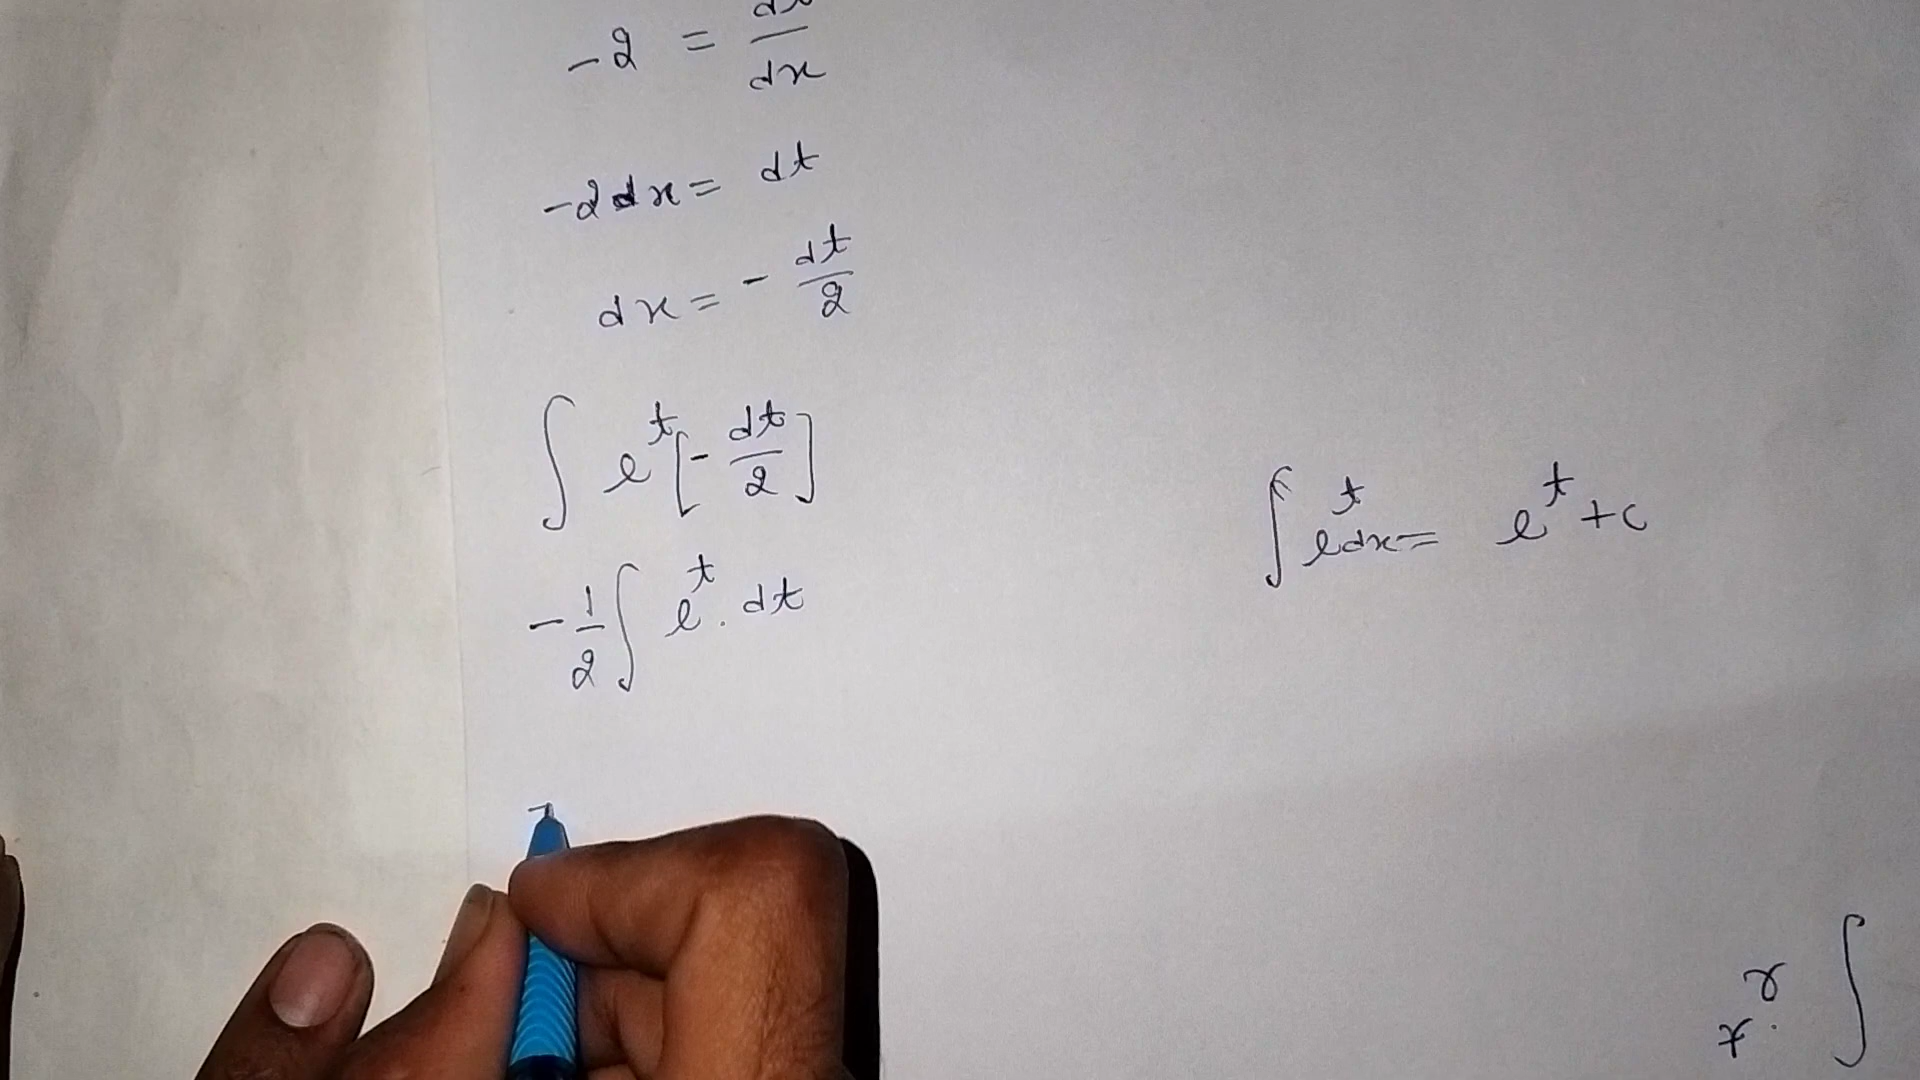 -2 = dt/dx
-2dx = dt
dx = - dt/2
∫ e^t [- dt/2]
-1/2 ∫ e^t . dt
∫ e^t dx = e^t + c